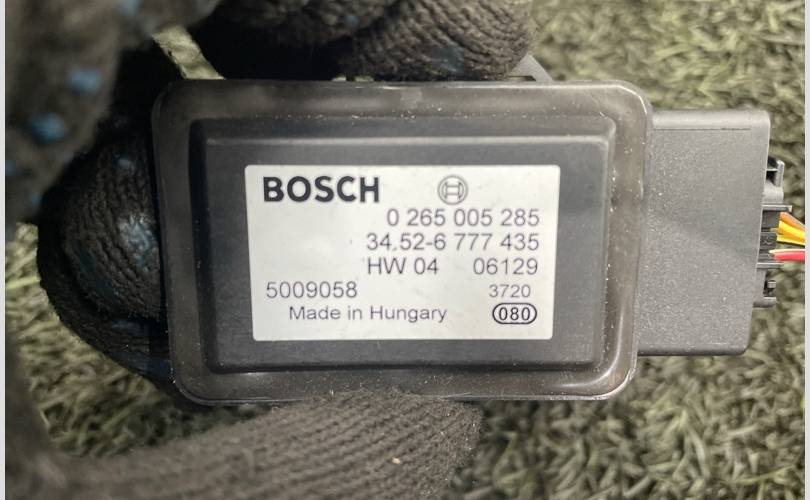 BOSCH
0 265 005 285
34.52-6 777 435
HW 04 06129
5009058 3720
Made in Hungary 080